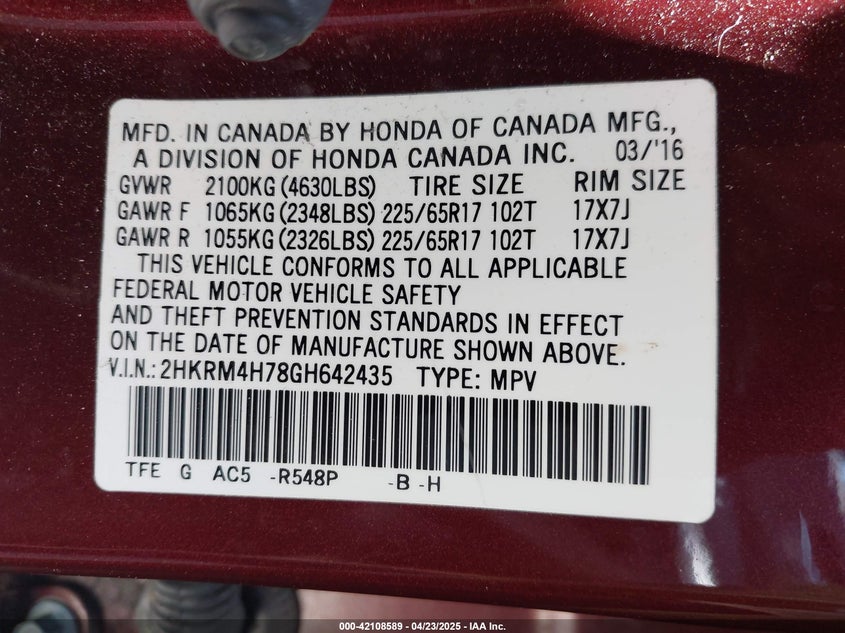 MFD. IN CANADA BY HONDA OF CANADA MFG.,
A DIVISION OF HONDA CANADA INC. 03/'16
GVWR 2100KG (4630LBS) TIRE SIZE RIM SIZE
GAWR F 1065KG (2348LBS) 225/65R17 102T 17X7J
GAWR R 1055KG (2326LBS) 225/65R17 102T 17X7J
THIS VEHICLE CONFORMS TO ALL APPLICABLE
FEDERAL MOTOR VEHICLE SAFETY
AND THEFT PREVENTION STANDARDS IN EFFECT
ON THE DATE OF MANUFACTURE SHOWN ABOVE.
V.I.N.: 2HKRM4H78GH642435 TYPE: MPV
TFE G AC5 -R548P -B -H
000-42108589 - 04/23/2025 - IAA Inc.